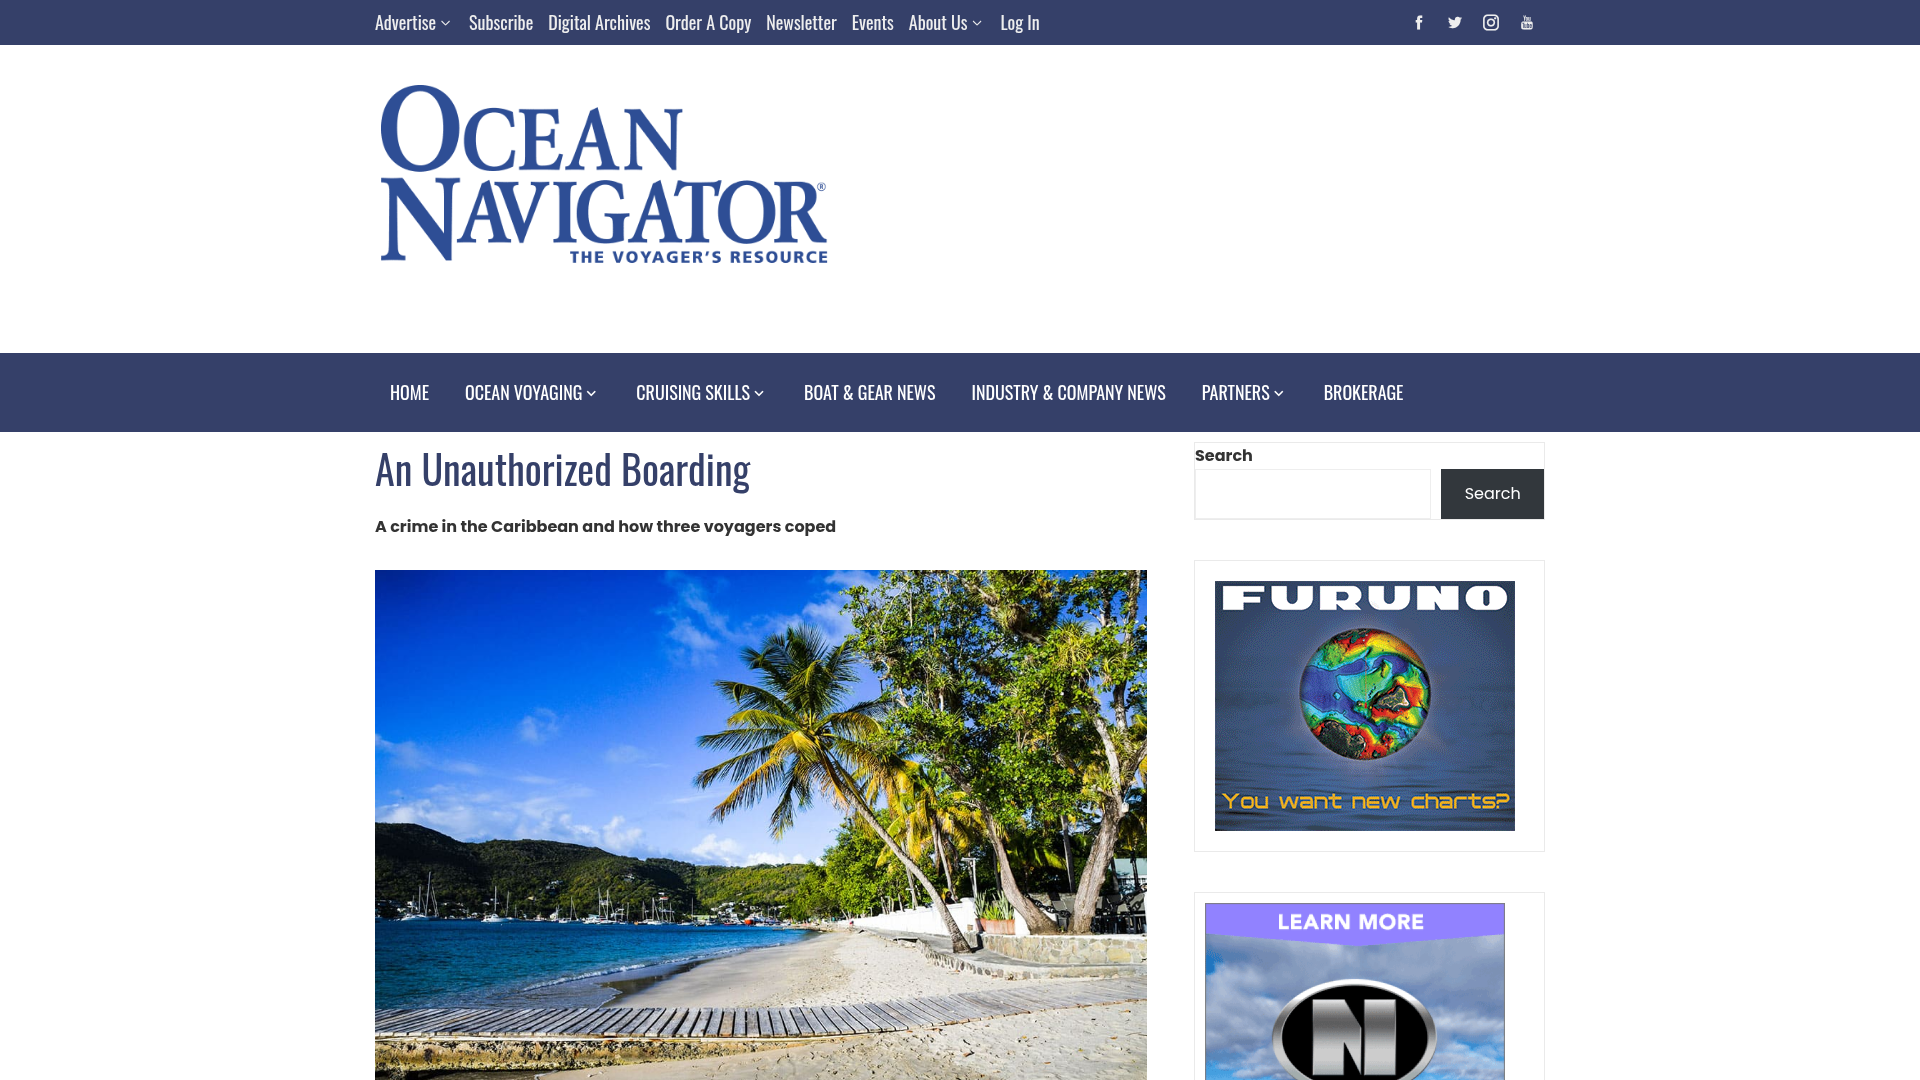 Advertise Subscribe Digital Archives Order A Copy Newsletter Events About Us Log In
OCEAN
NAVIGATOR®
THE VOYAGER'S RESOURCE
HOME OCEAN VOYAGING CRUISING SKILLS BOAT & GEAR NEWS INDUSTRY & COMPANY NEWS PARTNERS BROKERAGE
An Unauthorized Boarding
A crime in the Caribbean and how three voyagers coped
Search
Search
FURUNO
You want new charts?
LEARN MORE
N